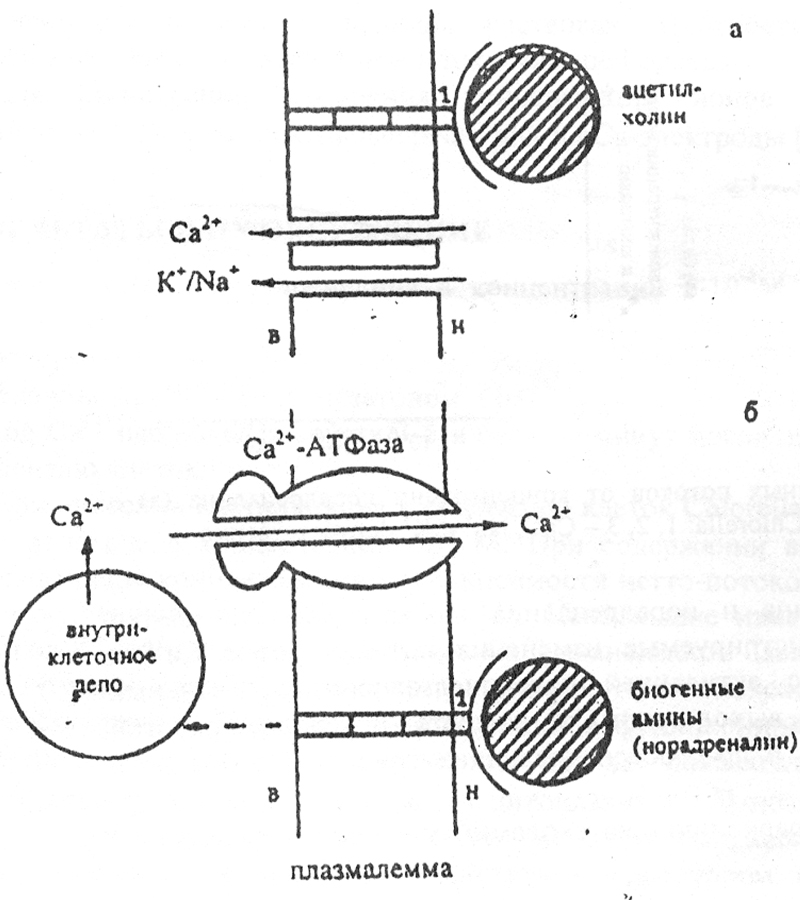 а
1
ацетил-
холин
Ca²⁺
K⁺/Na⁺
в
н
б
Ca²⁺-АТФаза
Ca²⁺
Ca²⁺
внутри-
клеточное
депо
1
биогенные
амины
(норадреналин)
в
н
плазмалемма